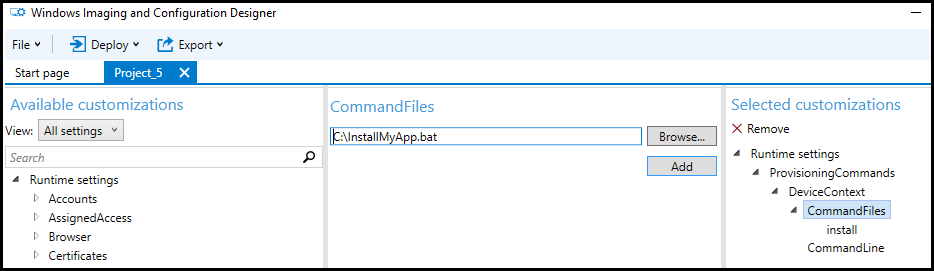 Windows Imaging and Configuration Designer
File Deploy Export
Start page Project_5
Available customizations
View: All settings
Search
Runtime settings
Accounts
AssignedAccess
Browser
Certificates
CommandFiles
C:\InstallMyApp.bat Browse...
Add
Selected customizations
Remove
Runtime settings
ProvisioningCommands
DeviceContext
CommandFiles
install
CommandLine